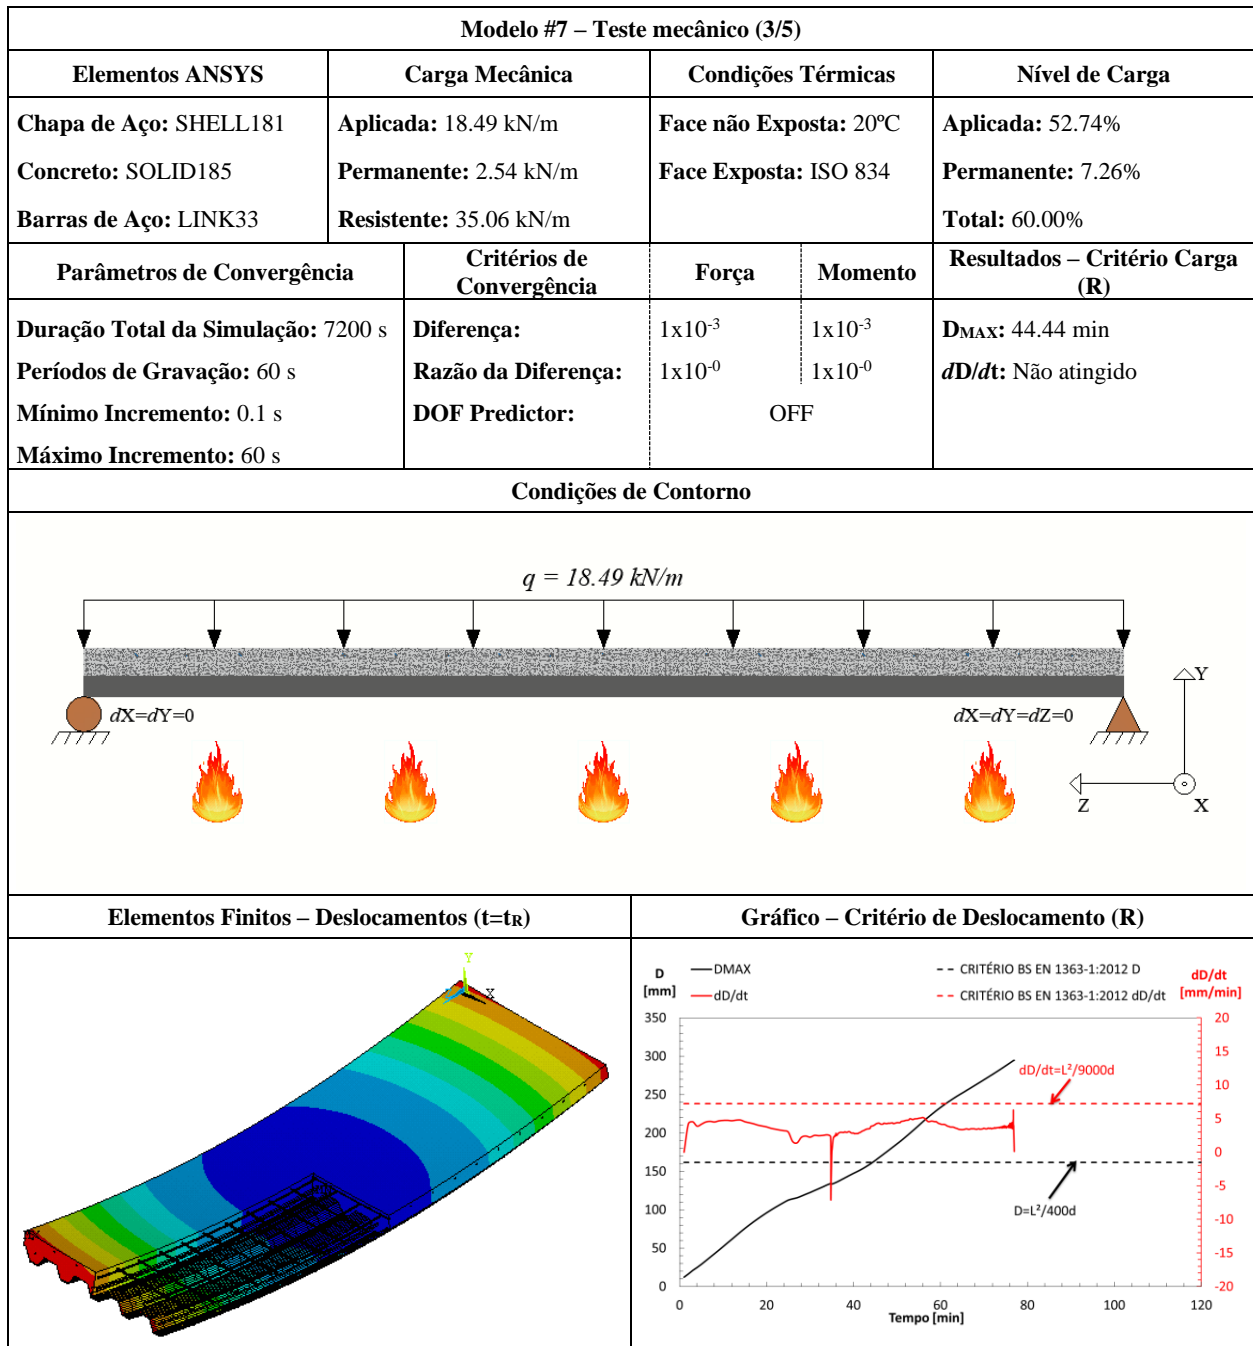 Modelo #7 – Teste mecânico (3/5)
Elementos ANSYS
Carga Mecânica
Condições Térmicas
Nível de Carga
Chapa de Aço: SHELL181
Concreto: SOLID185
Barras de Aço: LINK33
Aplicada: 18.49 kN/m
Permanente: 2.54 kN/m
Resistente: 35.06 kN/m
Face não Exposta: 20ºC
Face Exposta: ISO 834
Aplicada: 52.74%
Permanente: 7.26%
Total: 60.00%
Parâmetros de Convergência
Critérios de
Convergência
Força
Momento
Resultados – Critério Carga
(R)
Duração Total da Simulação: 7200 s
Períodos de Gravação: 60 s
Mínimo Incremento: 0.1 s
Máximo Incremento: 60 s
Diferença: 1x10-3 1x10-3
Razão da Diferença: 1x10-0 1x10-0
DOF Predictor: OFF
DMAX: 44.44 min
dD/dt: Não atingido
Condições de Contorno
q = 18.49 kN/m
dX=dY=0
dX=dY=dZ=0
Y
Z
X
Elementos Finitos – Deslocamentos (t=tR)
Gráfico – Critério de Deslocamento (R)
Y
X
D
[mm]
DMAX
dD/dt
CRITÉRIO BS EN 1363-1:2012 D
CRITÉRIO BS EN 1363-1:2012 dD/dt
dD/dt
[mm/min]
350
300
250
200
150
100
50
0
20
15
10
5
0
-5
-10
-15
-20
dD/dt=L²/9000d
D=L²/400d
0 20 40 60 80 100 120
Tempo [min]